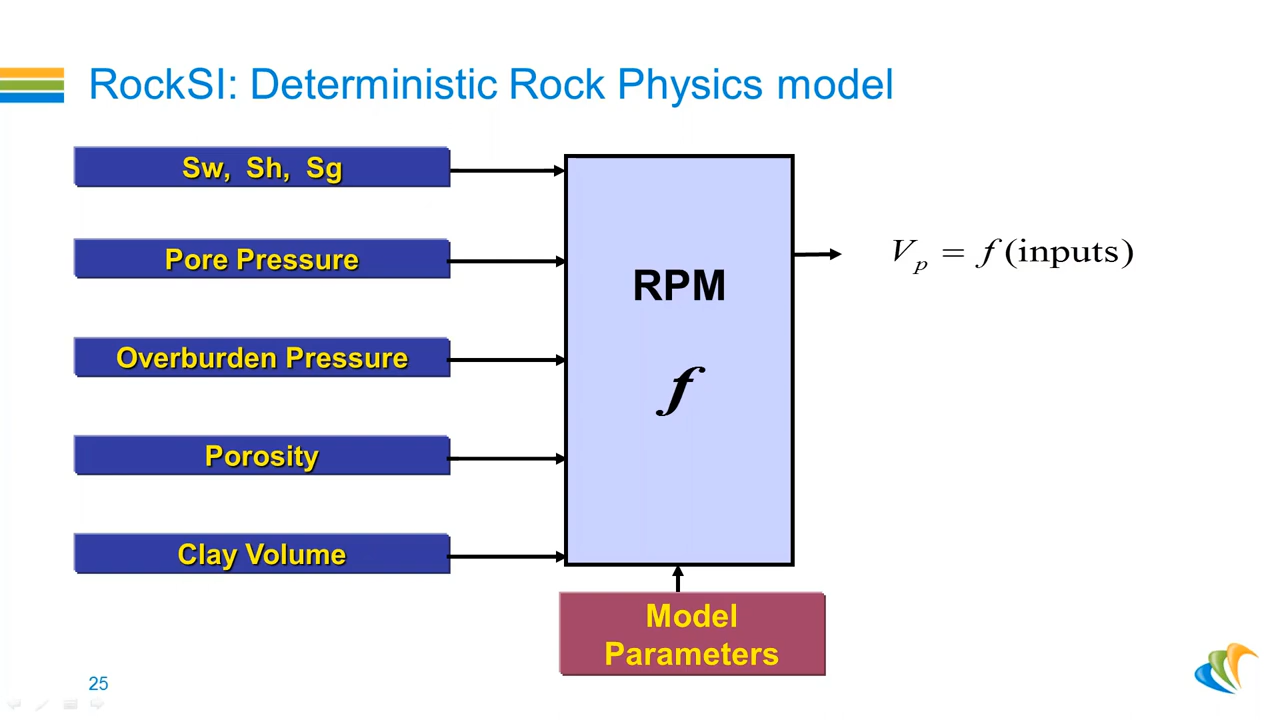 RockSI: Deterministic Rock Physics model
Sw, Sh, Sg
Pore Pressure
Overburden Pressure
Porosity
Clay Volume
RPM
f
Model
Parameters
V_p = f (inputs)
25